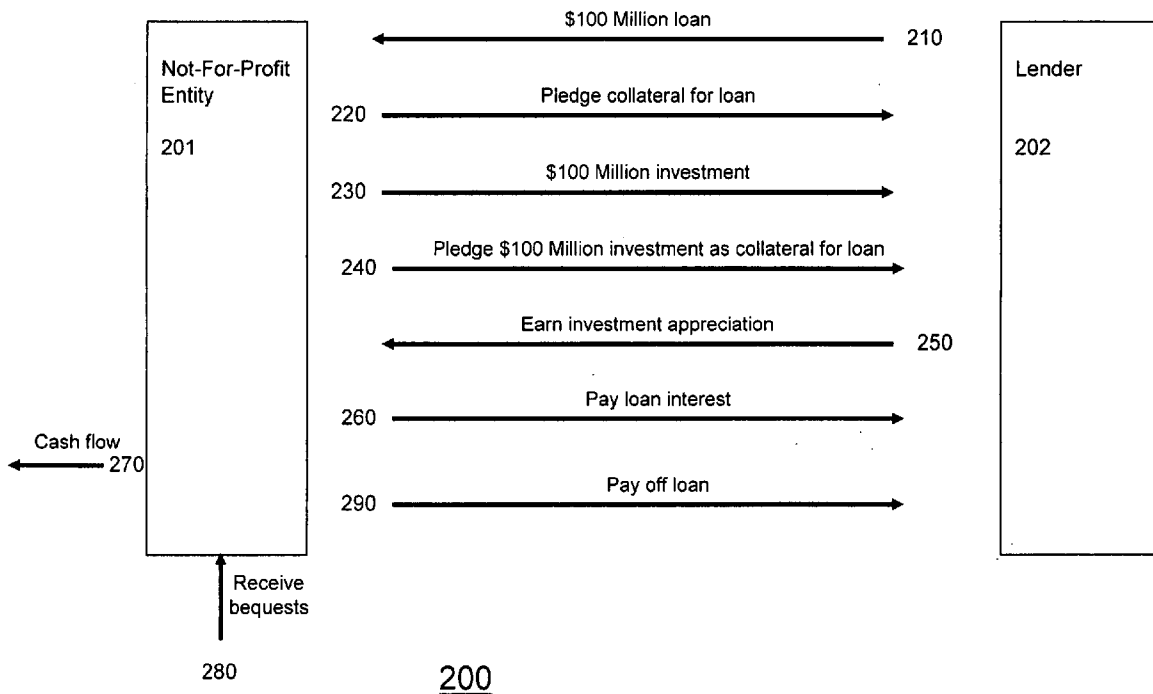 $100 Million loan
210
Not-For-Profit
Entity
201
Lender
202
Pledge collateral for loan
220
$100 Million investment
230
Pledge $100 Million investment as collateral for loan
240
Earn investment appreciation
250
Pay loan interest
260
Cash flow
270
Pay off loan
290
Receive
bequests
280
200